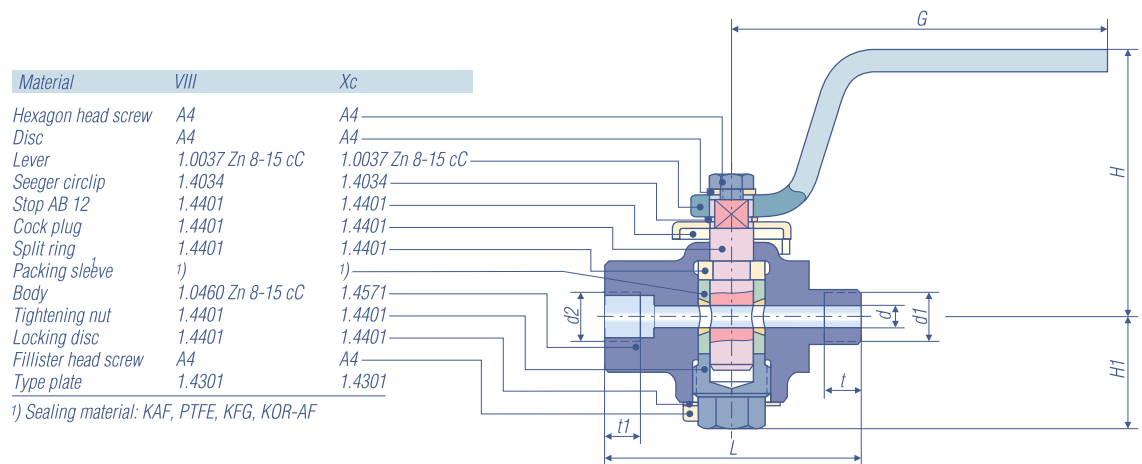 Material VIII Xc
Hexagon head screw A4 A4
Disc A4 A4
Lever 1.0037 Zn 8-15 cC 1.0037 Zn 8-15 cC
Seeger circlip 1.4034 1.4034
Stop AB 12 1.4401 1.4401
Cock plug 1.4401 1.4401
Split ring 1.4401 1.4401
1
Packing sleeve 1) 1)
Body 1.0460 Zn 8-15 cC 1.4571
Tightening nut 1.4401 1.4401
Locking disc 1.4401 1.4401
Fillister head screw A4 A4
Type plate 1.4301 1.4301
1) Sealing material: KAF, PTFE, KFG, KOR-AF
G
H
d2
d
d1
H1
t
t1
L